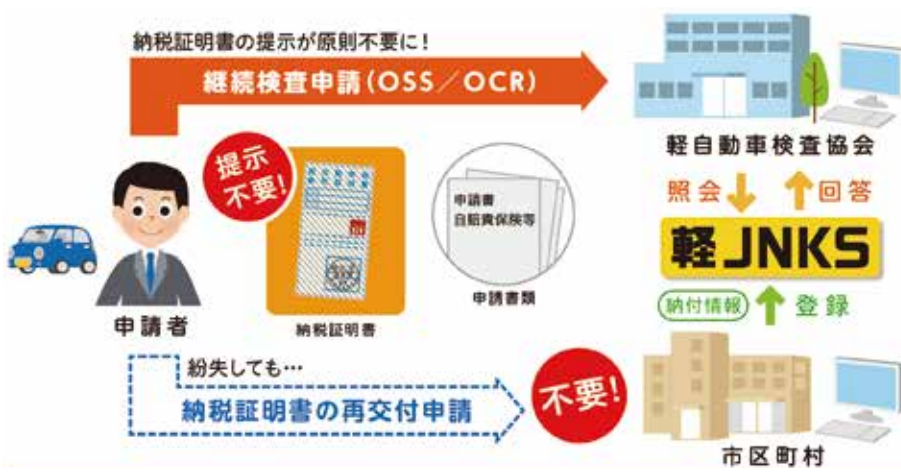 納税証明書の提示が原則不要に!
継続検査申請(OSS/OCR)
軽自動車検査協会
提示
不要!
申請書
自賠責保険等
申請者
納税証明書
申請書類
照会
回答
軽JNKS
納付情報
登録
紛失しても…
納税証明書の再交付申請
不要!
市区町村